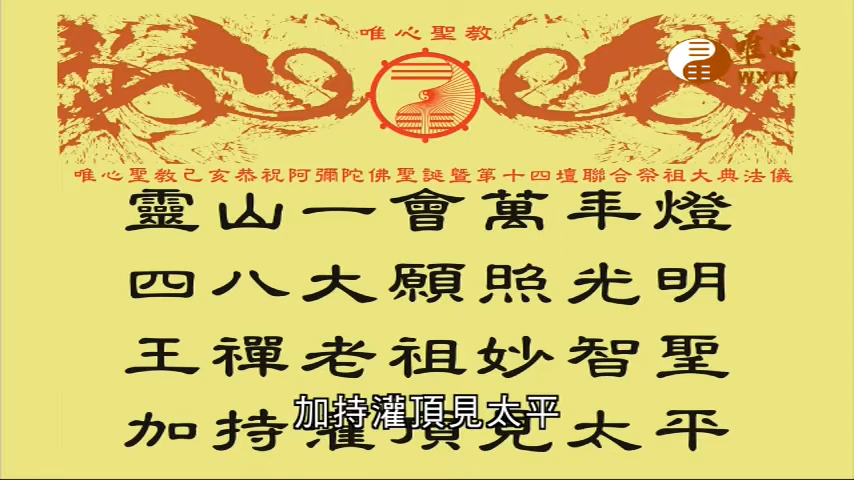 唯心聖教
唯心
WXTV
唯心聖教己亥恭祝阿彌陀佛聖誕暨第十四壇聯合祭祖大典法儀
靈山一會萬年燈
四八大願照光明
王禪老祖妙智聖
加持灌頂見太平
加持灌頂見太平